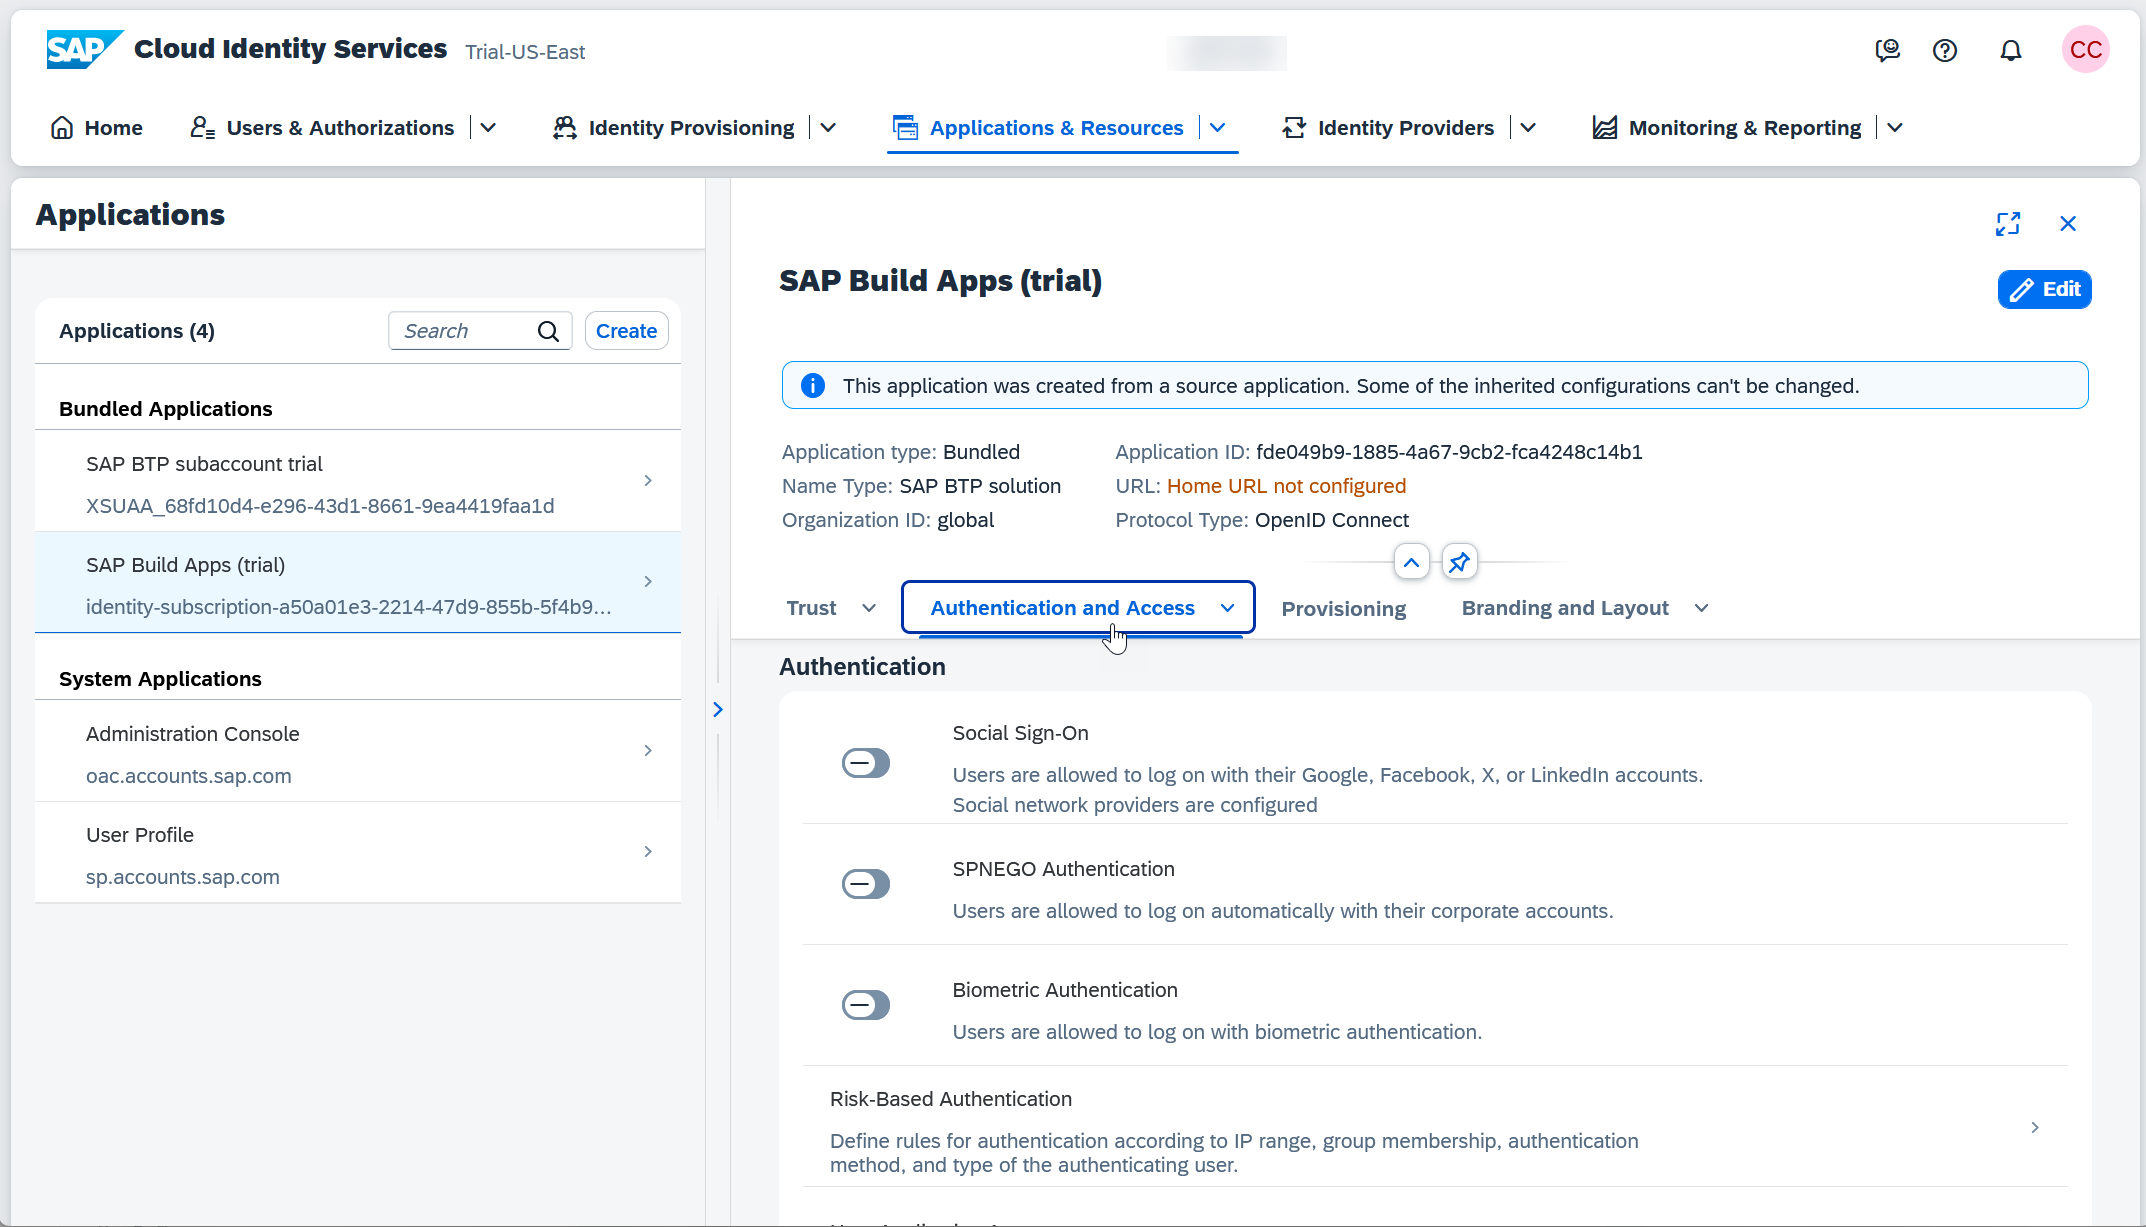 SAP Cloud Identity Services Trial-US-East
CC
Home
Users & Authorizations
Identity Provisioning
Applications & Resources
Identity Providers
Monitoring & Reporting
Applications
Applications (4)
Search
Create
Bundled Applications
SAP BTP subaccount trial
XSUAA_68fd10d4-e296-43d1-8661-9ea4419faa1d
SAP Build Apps (trial)
identity-subscription-a50a01e3-2214-47d9-855b-5f4b9...
System Applications
Administration Console
oac.accounts.sap.com
User Profile
sp.accounts.sap.com
SAP Build Apps (trial)
Edit
This application was created from a source application. Some of the inherited configurations can't be changed.
Application type: Bundled
Name Type: SAP BTP solution
Organization ID: global
Application ID: fde049b9-1885-4a67-9cb2-fca4248c14b1
URL: Home URL not configured
Protocol Type: OpenID Connect
Trust
Authentication and Access
Provisioning
Branding and Layout
Authentication
Social Sign-On
Users are allowed to log on with their Google, Facebook, X, or LinkedIn accounts.
Social network providers are configured
SPNEGO Authentication
Users are allowed to log on automatically with their corporate accounts.
Biometric Authentication
Users are allowed to log on with biometric authentication.
Risk-Based Authentication
Define rules for authentication according to IP range, group membership, authentication
method, and type of the authenticating user.